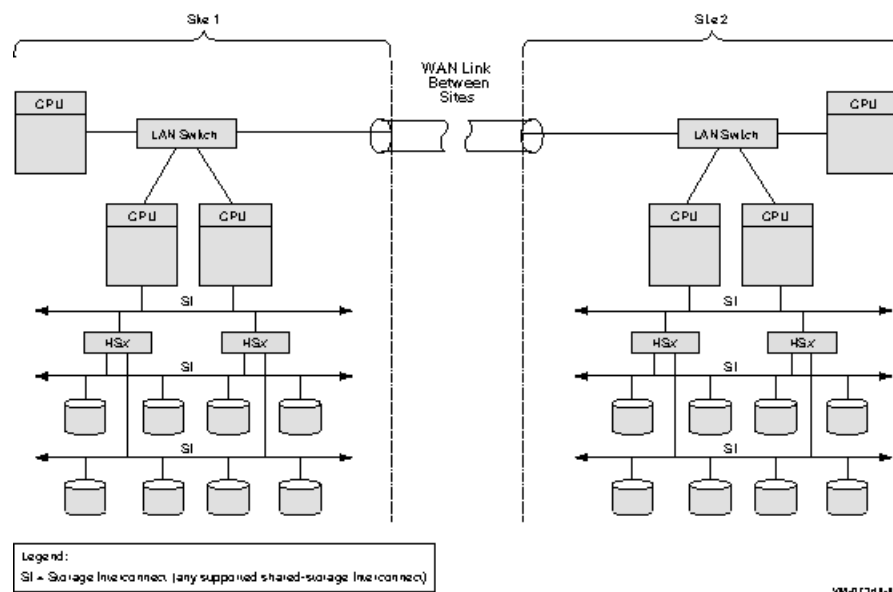 Site 1
Site 2
WAN Link
Between
Sites
CPU
CPU
LAN Switch
LAN Switch
CPU
CPU
CPU
CPU
SI
SI
HSx
HSx
HSx
HSx
SI
SI
SI
SI
Legend:
SI = Storage Interconnect (any supported shared-storage Interconnect)